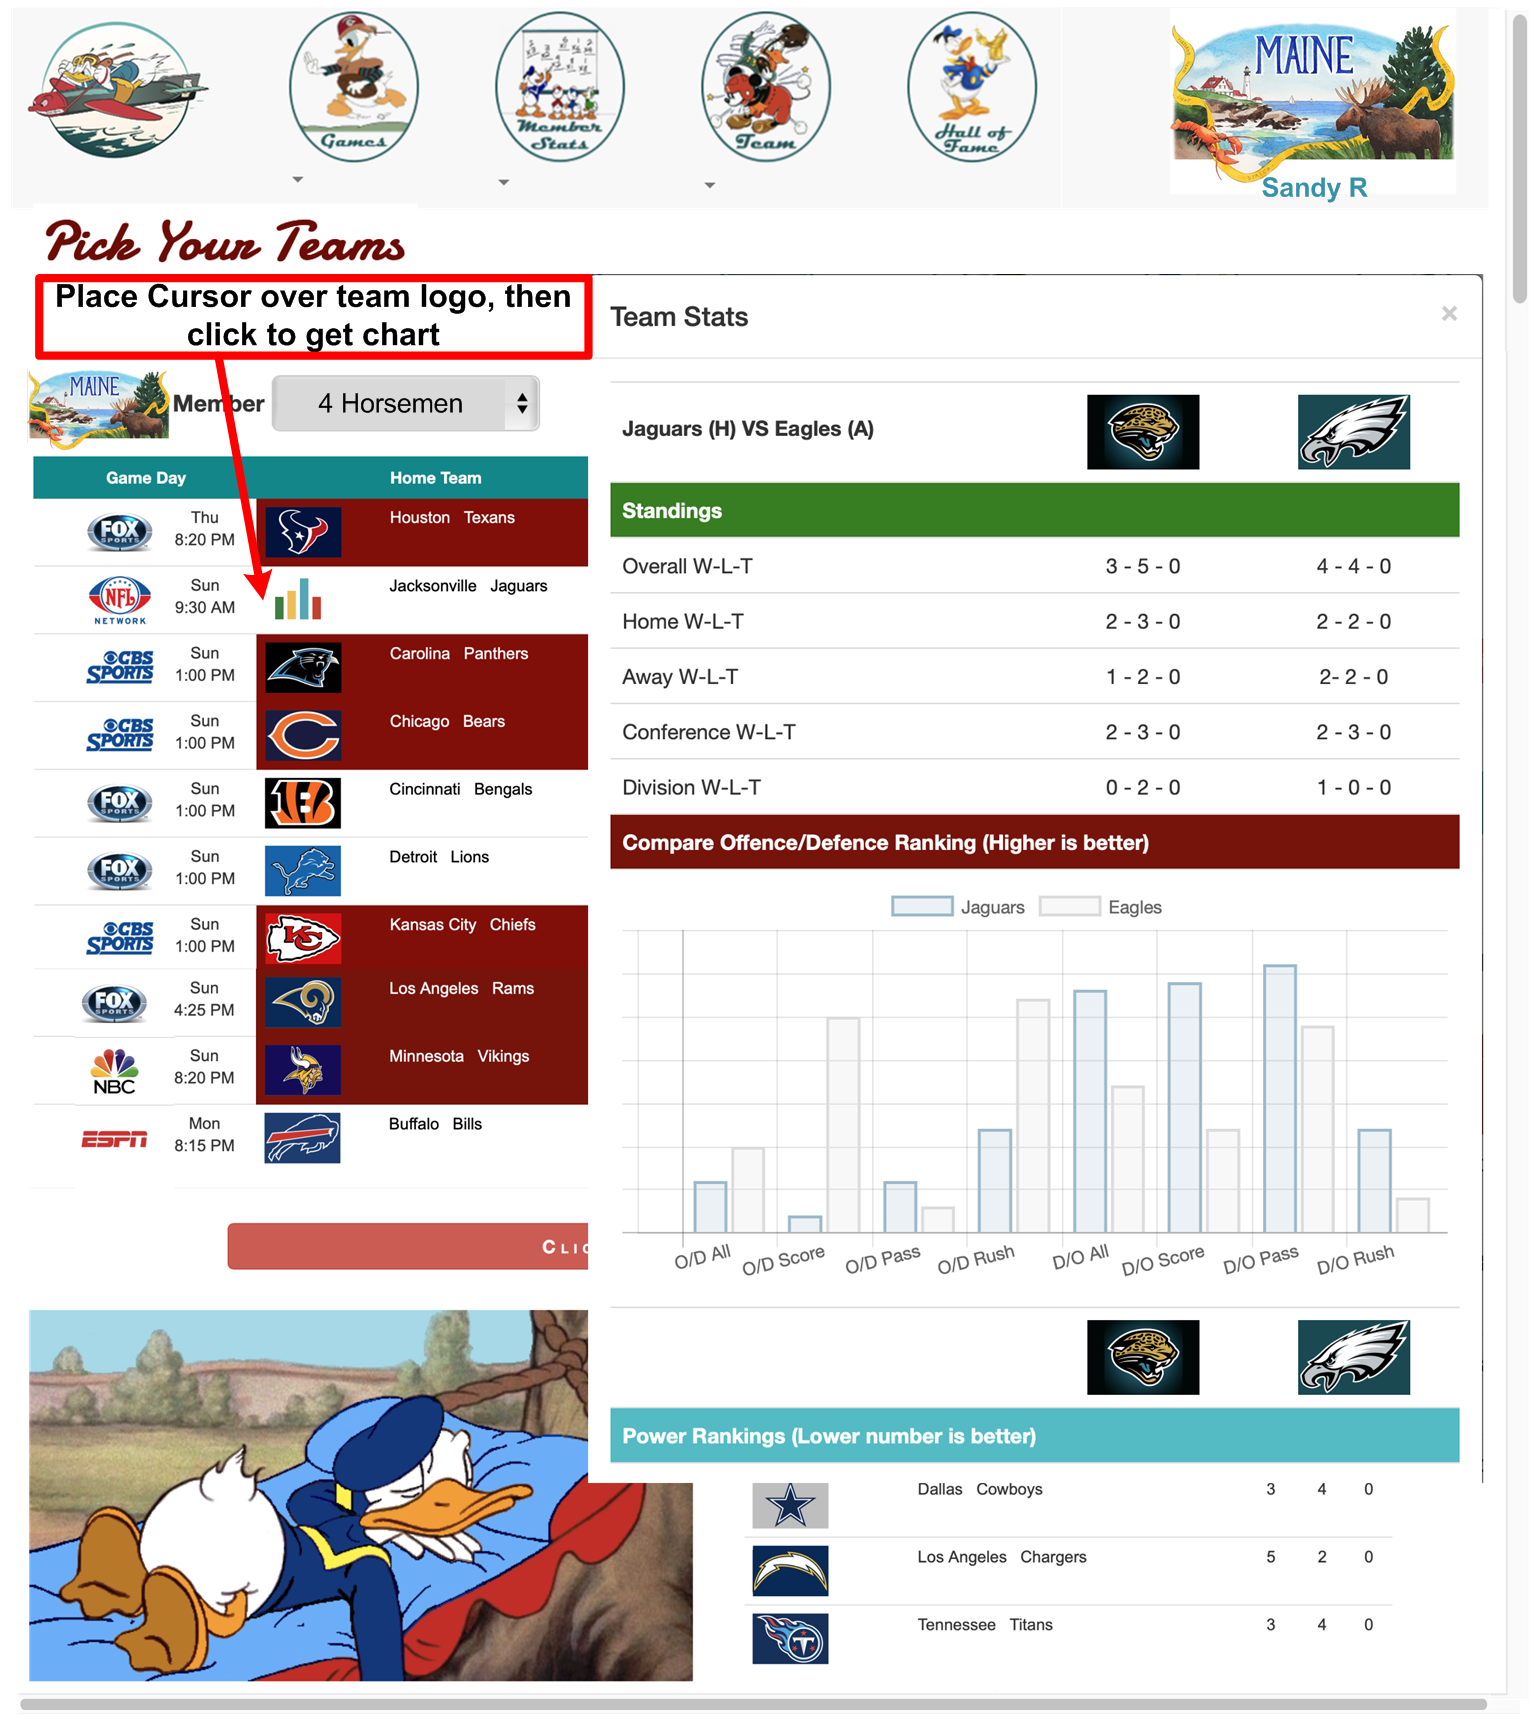 Games
Member
Stats
Team
Hall of
Fame
MAINE
Sandy R
Pick Your Teams
Place Cursor over team logo, then
click to get chart
MAINE
Member
4 Horsemen
Game Day Home Team
FOX SPORTS Thu Houston Texans
8:20 PM
NFL NETWORK Sun Jacksonville Jaguars
9:30 AM
CBS SPORTS Sun Carolina Panthers
1:00 PM
CBS SPORTS Sun Chicago Bears
1:00 PM
FOX SPORTS Sun Cincinnati Bengals
1:00 PM
FOX SPORTS Sun Detroit Lions
1:00 PM
CBS SPORTS Sun KC Kansas City Chiefs
1:00 PM
FOX SPORTS Sun Los Angeles Rams
4:25 PM
NBC Sun Minnesota Vikings
8:20 PM
ESPN Mon Buffalo Bills
8:15 PM
CLIC
Team Stats ×
Jaguars (H) VS Eagles (A)
Standings
Overall W-L-T 3 - 5 - 0 4 - 4 - 0
Home W-L-T 2 - 3 - 0 2 - 2 - 0
Away W-L-T 1 - 2 - 0 2- 2 - 0
Conference W-L-T 2 - 3 - 0 2 - 3 - 0
Division W-L-T 0 - 2 - 0 1 - 0 - 0
Compare Offence/Defence Ranking (Higher is better)
Jaguars Eagles
O/D All O/D Score O/D Pass O/D Rush D/O All D/O Score D/O Pass D/O Rush
Power Rankings (Lower number is better)
Dallas Cowboys 3 4 0
Los Angeles Chargers 5 2 0
T Tennessee Titans 3 4 0